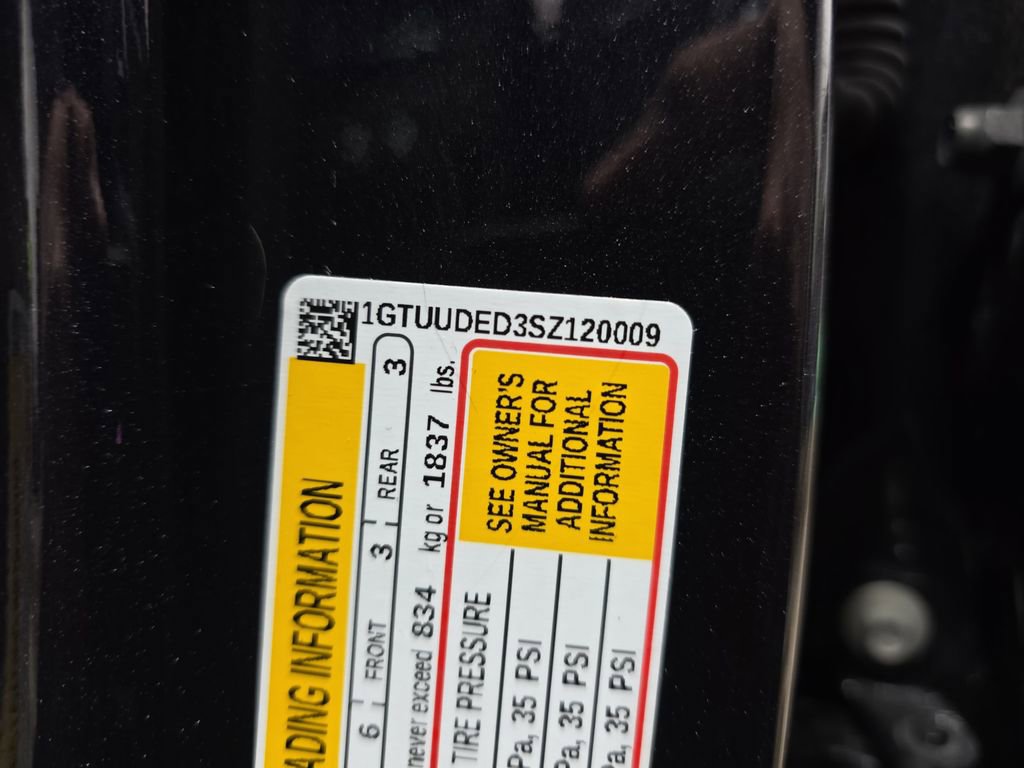 1GTUUDED3SZ120009
ADING INFORMATION
6 FRONT 3 REAR 3
never exceed 834 kg or 1837 lbs.
TIRE PRESSURE
SEE OWNER'S
MANUAL FOR
ADDITIONAL
INFORMATION
Pa, 35 PSI
Pa, 35 PSI
Pa, 35 PSI